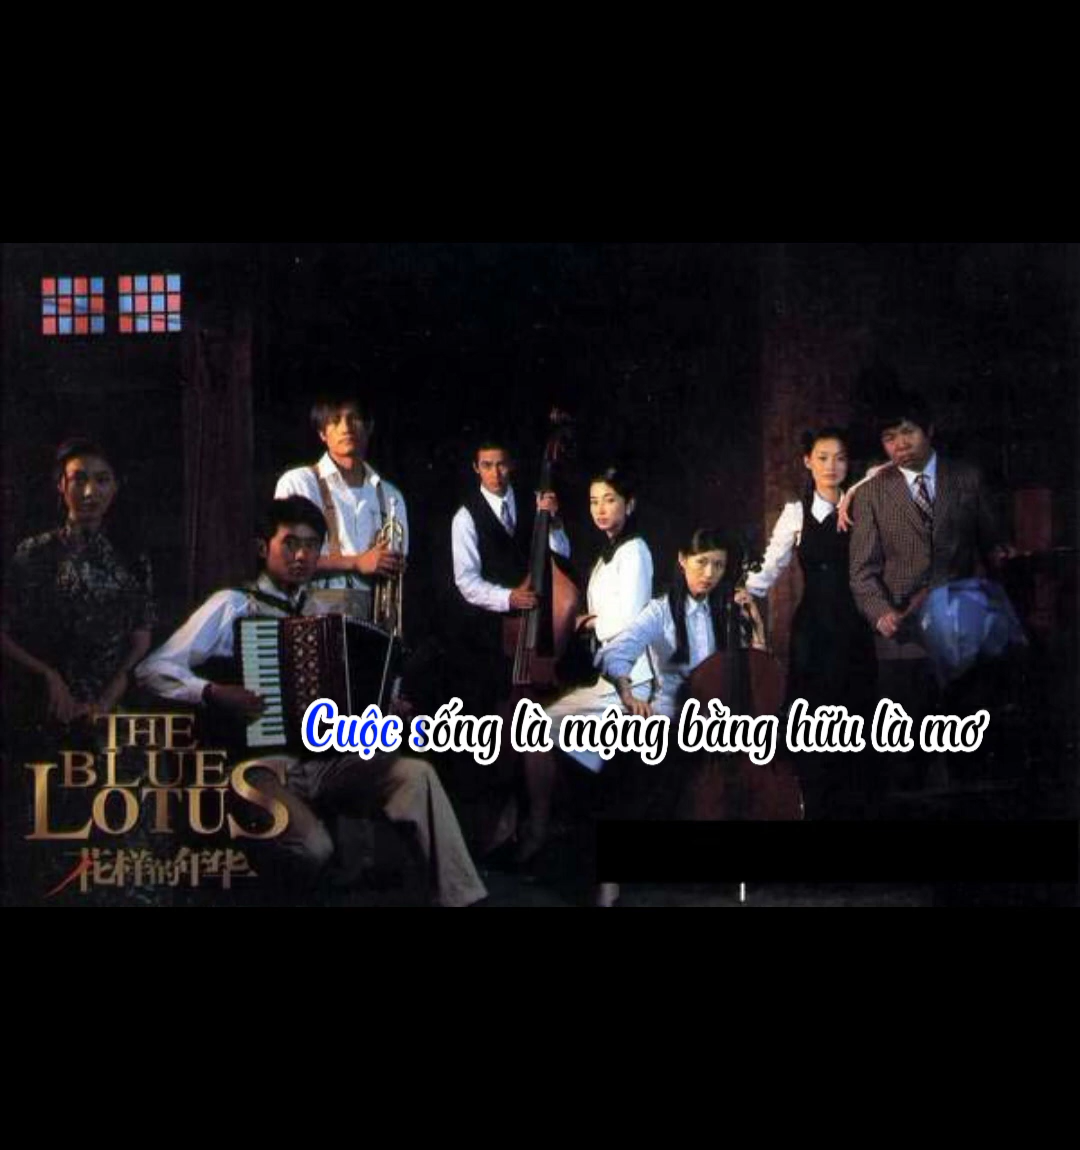 Cuộc sống là mộng bằng hữu là mơ
THE
BLUE
LOTUS
花样的年华